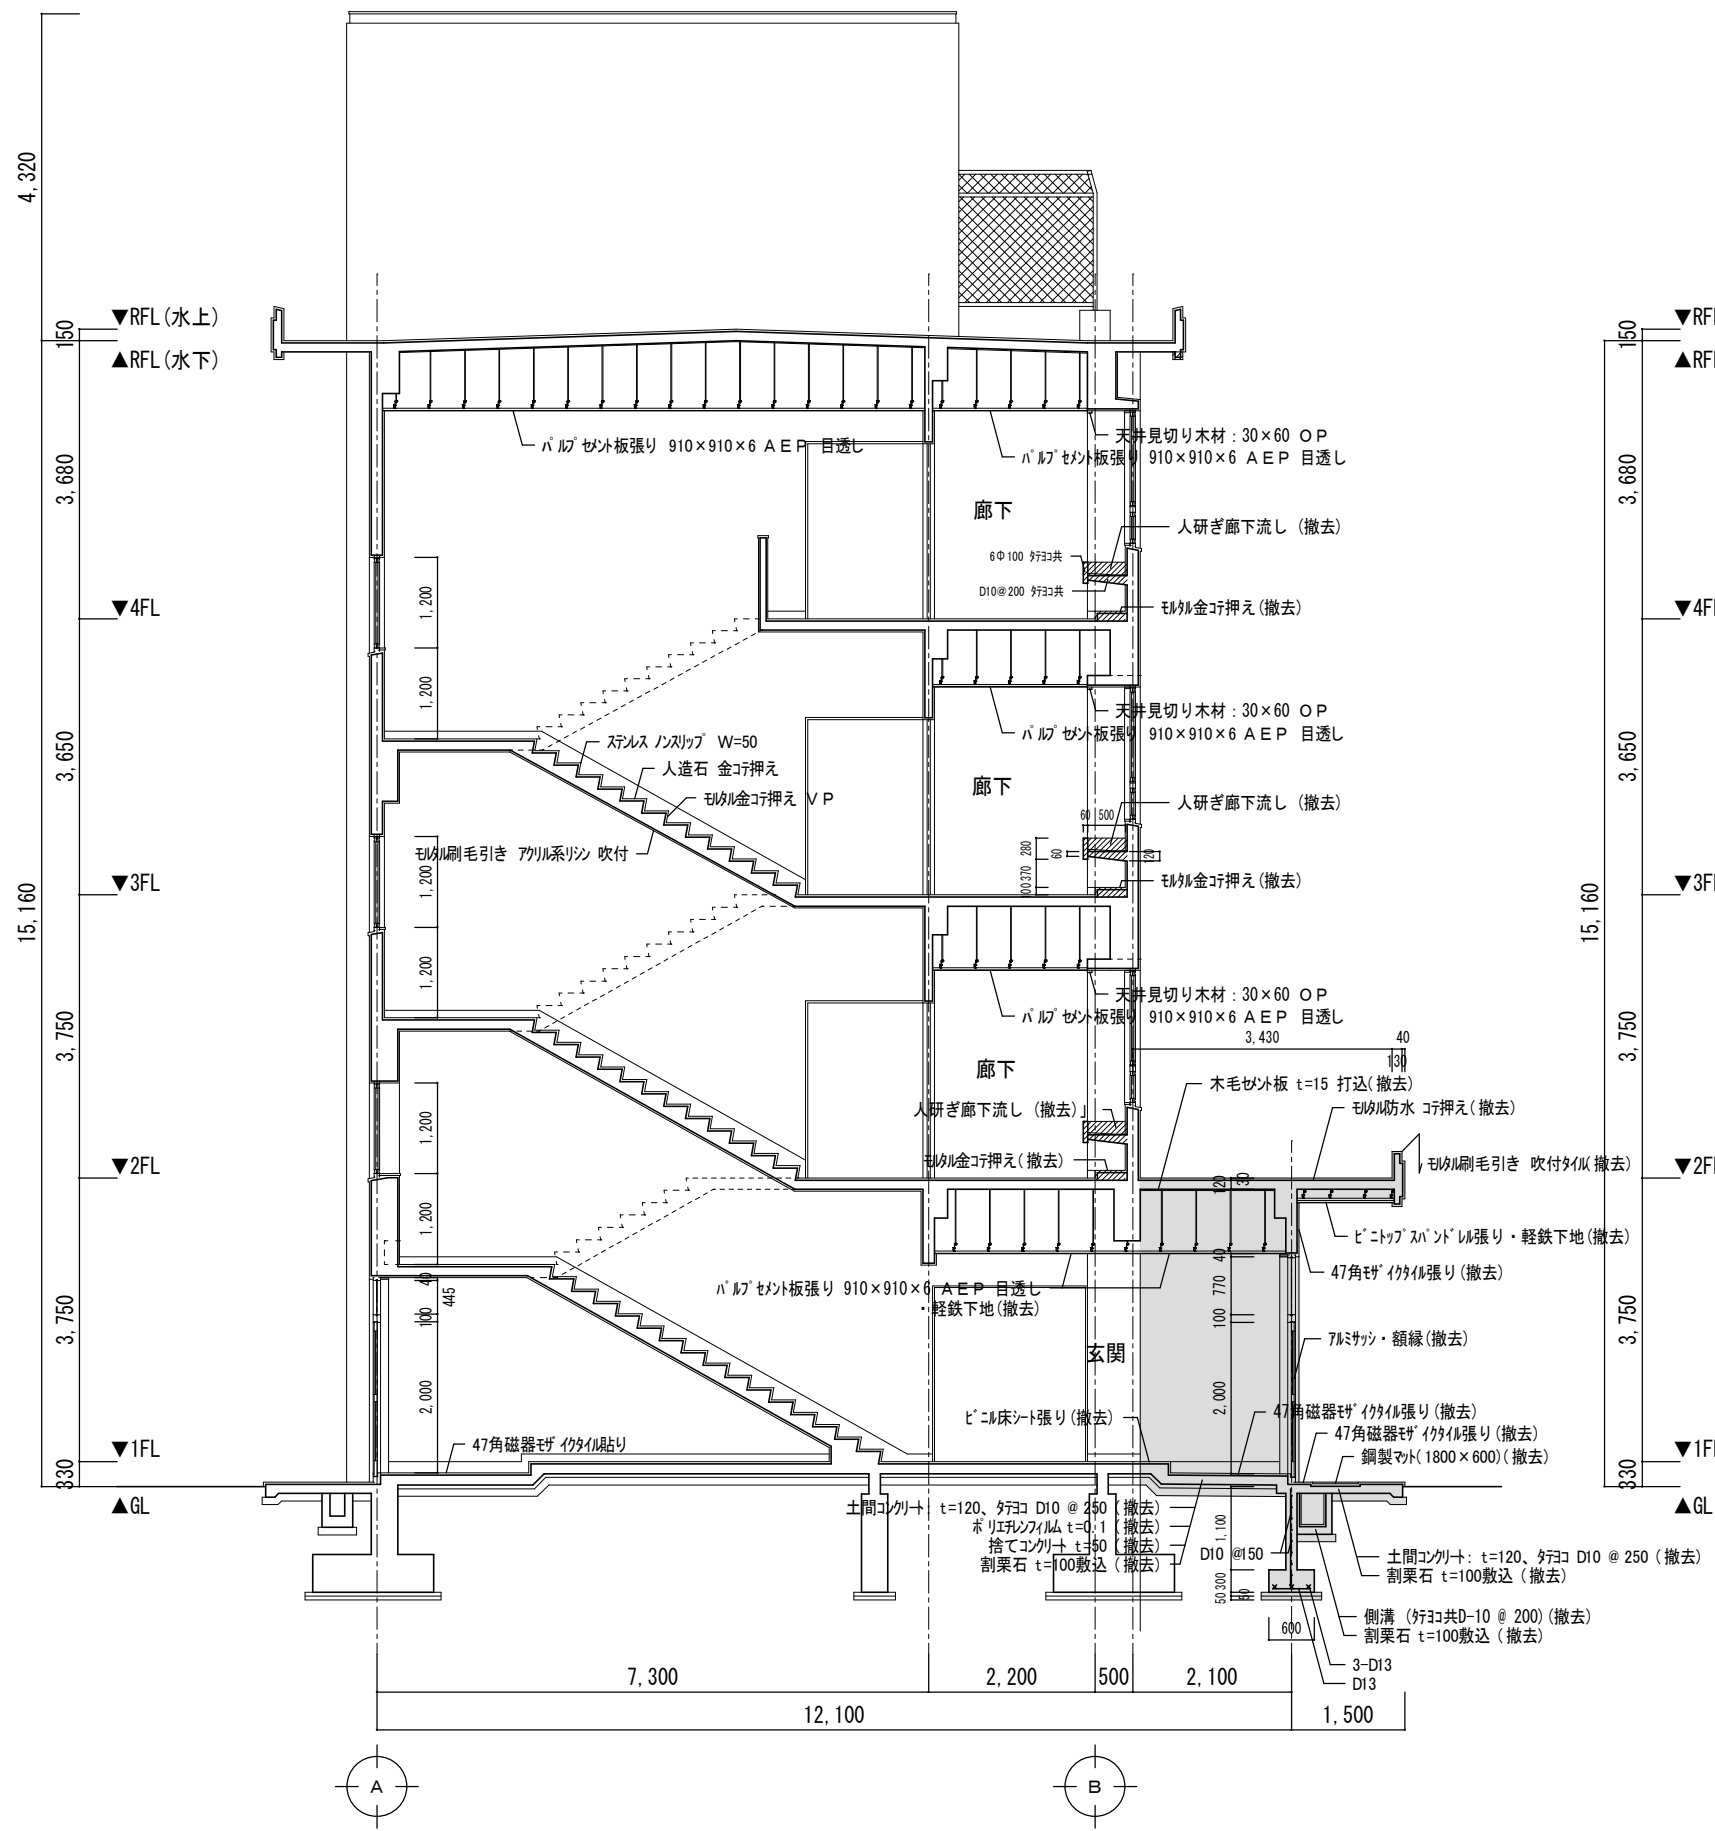 4,320
▼RFL(水上)
150
▲RFL(水下)
▼RFL
150
▲RFL
パルプセメント板張り 910×910×6 AEP 目透し
天井見切り木材：30×60 OP
パルプセメント板張り 910×910×6 AEP 目透し
3,680
3,680
廊下
人研ぎ廊下流し（撤去）
6Φ100 タテヨコ共
D10@200 タテヨコ共
1,200
モルタル金コテ押え(撤去)
▼4FL
▼4FL
1,200
天井見切り木材：30×60 OP
パルプセメント板張り 910×910×6 AEP 目透し
ステンレス ノンスリップ W=50
人造石 金コテ押え
モルタル金コテ押え VP
3,650
3,650
廊下
人研ぎ廊下流し（撤去）
60 500
モルタル刷毛引き アクリル系リシン 吹付
280
60
120
370
100
モルタル金コテ押え(撤去)
1,200
▼3FL
▼3FL
15,160
15,160
1,200
天井見切り木材：30×60 OP
パルプセメント板張り 910×910×6 AEP 目透し
3,750
3,750
3,430
40
130
廊下
木毛セメント板 t=15 打込(撤去)
人研ぎ廊下流し（撤去）
モルタル防水 コテ押え(撤去)
1,200
モルタル金コテ押え(撤去)
モルタル刷毛引き 吹付タイル(撤去)
▼2FL
▼2FL
120
30
1,200
ビニトップスパンドレル張り・軽鉄下地(撤去)
47角モザイクタイル張り(撤去)
パルプセメント板張り 910×910×6 AEP 目透し
・軽鉄下地(撤去)
40
445
100
40
770
100
3,750
3,750
アルミサッシ・額縁(撤去)
玄関
2,000
2,000
ビニル床シート張り(撤去)
47角磁器モザイクタイル張り(撤去)
47角磁器モザイクタイル張り(撤去)
47角磁器モザイクタイル貼り
鋼製マット(1800×600)(撤去)
▼1FL
▼1FL
330
330
▲GL
▲GL
土間コンクリート：t=120、タテヨコ D10 @ 250（撤去）
ポリエチレンフィルム t=0.1（撤去）
捨てコンクリート t=50（撤去）
割栗石 t=100敷込（撤去）
1,100
D10 @150
300
50
50
600
土間コンクリート：t=120、タテヨコ D10 @ 250（撤去）
割栗石 t=100敷込（撤去）
側溝（タテヨコ共D-10 @ 200)(撤去)
割栗石 t=100敷込（撤去）
3-D13
D13
7,300
2,200
500
2,100
12,100
1,500
A
B